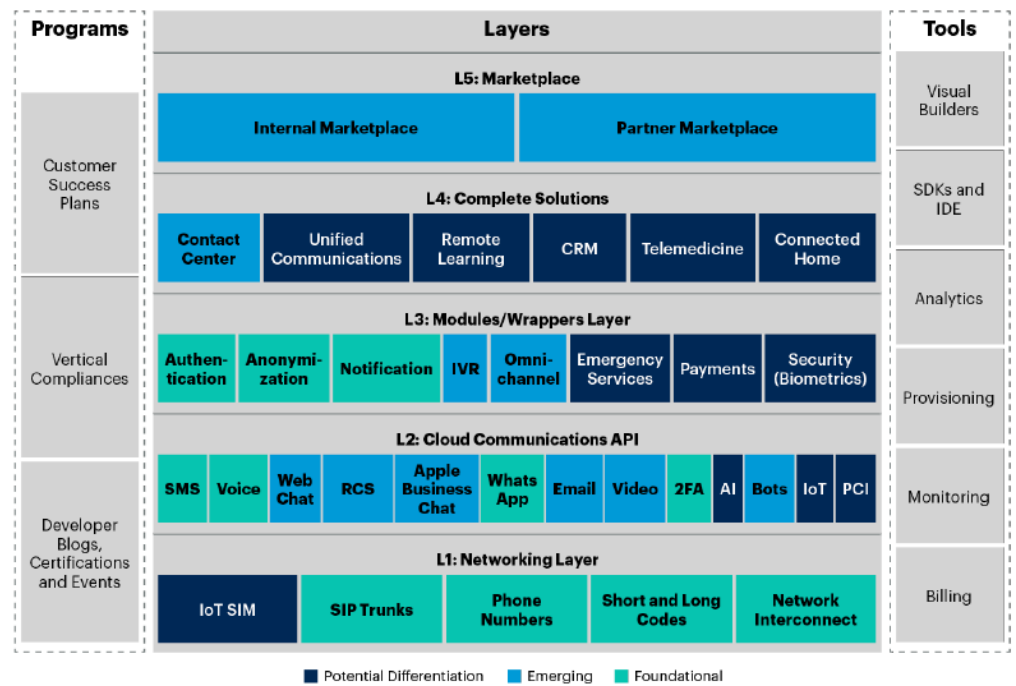 Programs
Customer
Success
Plans
Vertical
Compliances
Developer
Blogs,
Certifications
and Events
Layers
L5: Marketplace
Internal Marketplace
Partner Marketplace
L4: Complete Solutions
Contact
Center
Unified
Communications
Remote
Learning
CRM
Telemedicine
Connected
Home
L3: Modules/Wrappers Layer
Authen-
tication
Anonymi-
zation
Notification
IVR
Omni-
channel
Emergency
Services
Payments
Security
(Biometrics)
L2: Cloud Communications API
SMS
Voice
Web
Chat
RCS
Apple
Business
Chat
Whats
App
Email
Video
2FA
AI
Bots
IoT
PCI
L1: Networking Layer
IoT SIM
SIP Trunks
Phone
Numbers
Short and Long
Codes
Network
Interconnect
Tools
Visual
Builders
SDKs and
IDE
Analytics
Provisioning
Monitoring
Billing
Potential Differentiation
Emerging
Foundational